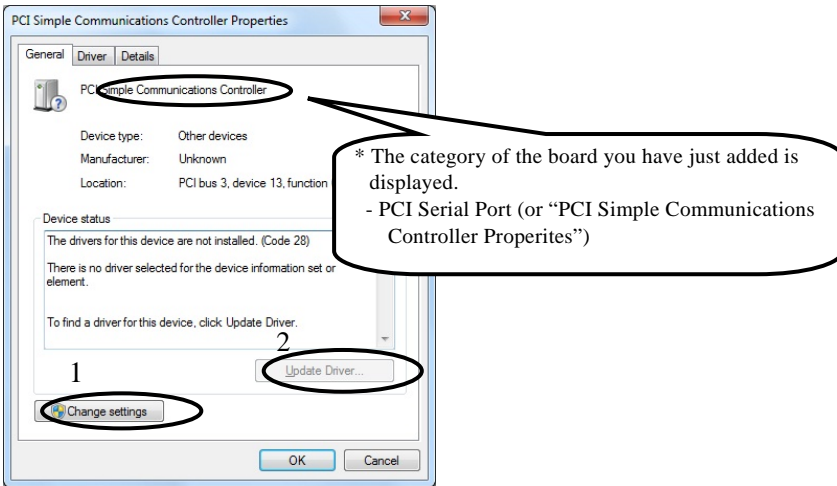 PCI Simple Communications Controller Properties
General Driver Details
PCI Simple Communications Controller
Device type: Other devices
Manufacturer: Unknown
Location: PCI bus 3, device 13, function
Device status
The drivers for this device are not installed. (Code 28)
There is no driver selected for the device information set or
element.
To find a driver for this device, click Update Driver.
2
Update Driver...
1
Change settings
OK Cancel
* The category of the board you have just added is
displayed.
- PCI Serial Port (or “PCI Simple Communications
Controller Properites”)